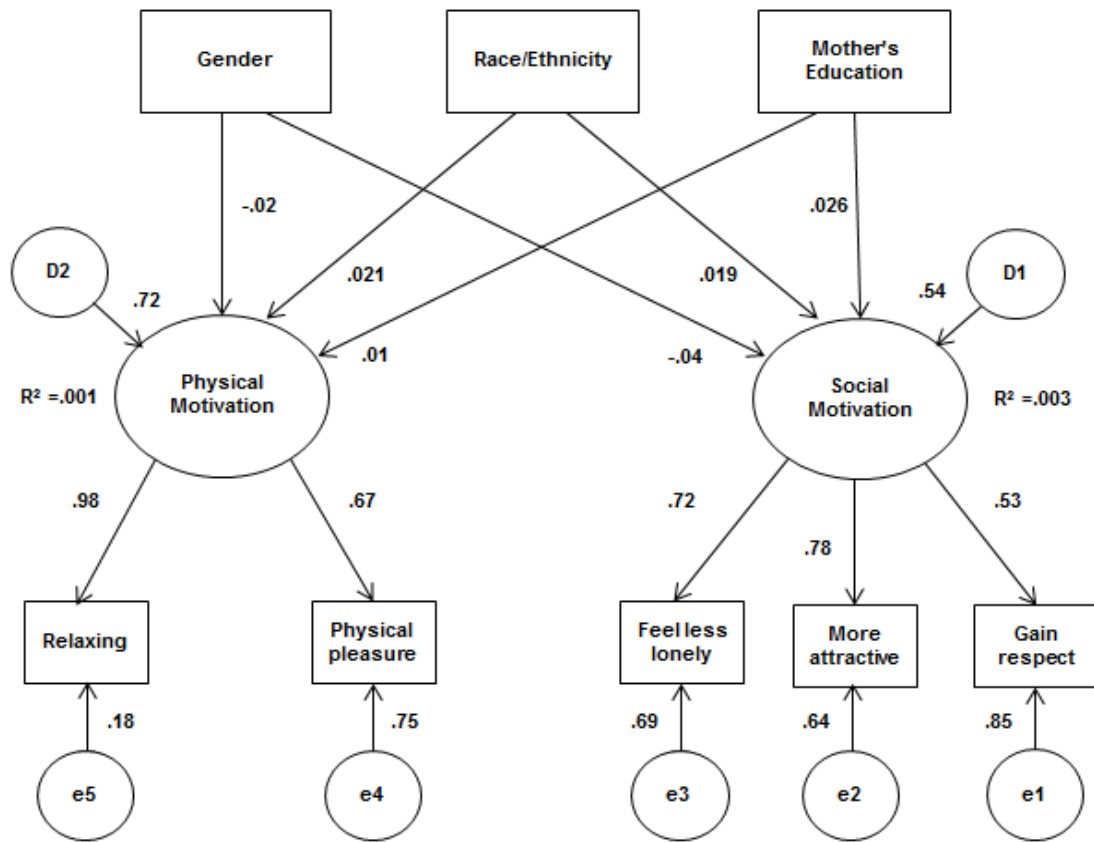 Gender
Race/Ethnicity
Mother's
Education
-.02
.026
D2
D1
.72
.021
.019
.54
.01
-.04
R² =.001
Physical
Motivation
Social
Motivation
R² =.003
.98
.67
.72
.78
.53
Relaxing
Physical
pleasure
Feel less
lonely
More
attractive
Gain
respect
.18
.75
.69
.64
.85
e5
e4
e3
e2
e1